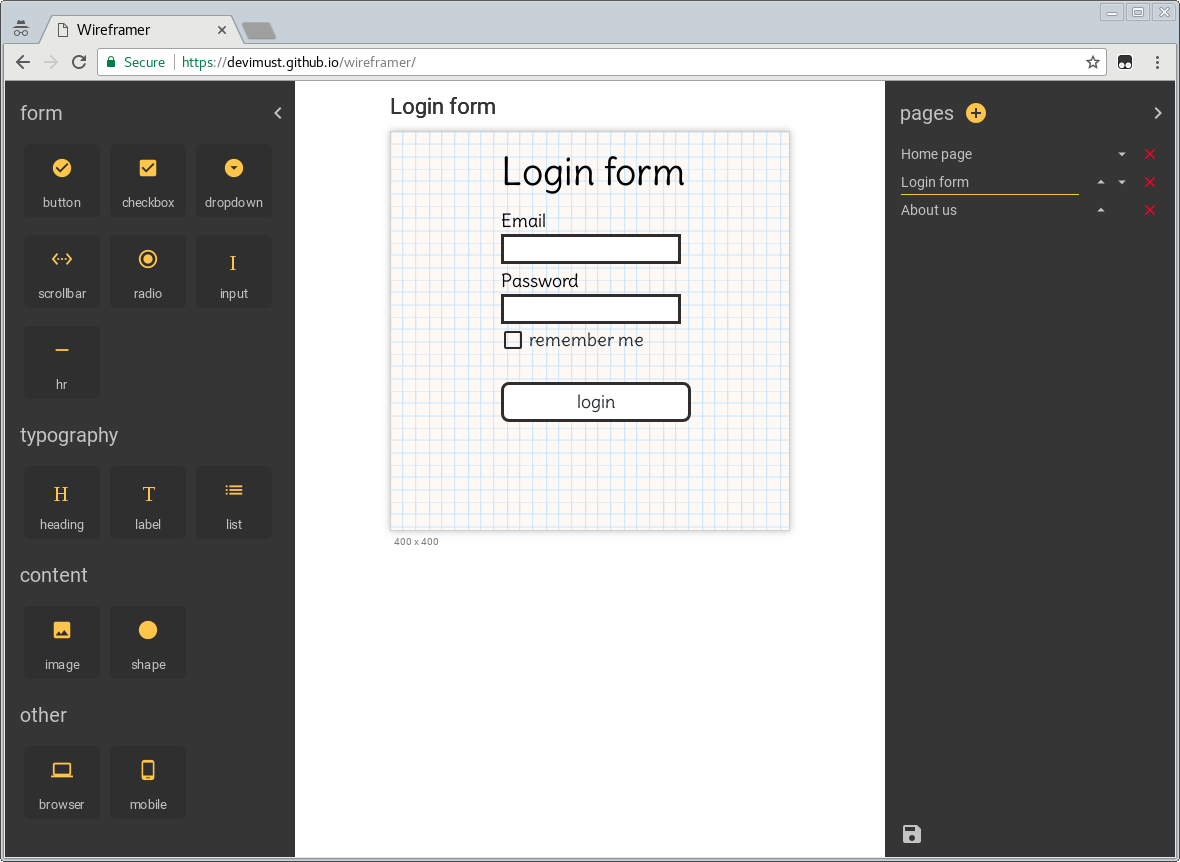 Wireframer
Secure https://devimust.github.io/wireframer/
form
button checkbox dropdown
scrollbar radio input
hr
typography
H T
heading label list
content
image shape
other
browser mobile
Login form
Login form
Email
Password
remember me
login
400 x 400
pages
Home page
Login form
About us